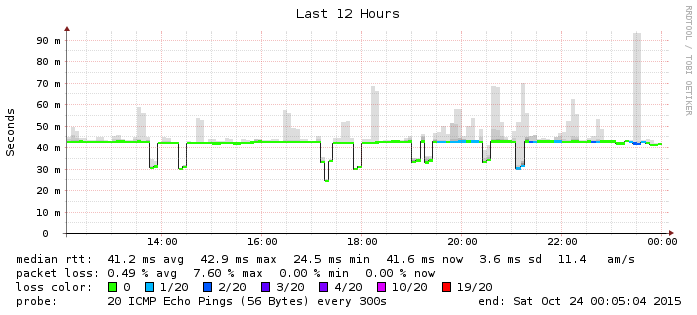 Last 12 Hours
RRDTOOL / TOBI OETIKER
Seconds
90 m
80 m
70 m
60 m
50 m
40 m
30 m
20 m
10 m
0
14:00 16:00 18:00 20:00 22:00 00:00
median rtt: 41.2 ms avg 42.9 ms max 24.5 ms min 41.6 ms now 3.6 ms sd 11.4 am/s
packet loss: 0.49 % avg 7.60 % max 0.00 % min 0.00 % now
loss color: 0 1/20 2/20 3/20 4/20 10/20 19/20
probe: 20 ICMP Echo Pings (56 Bytes) every 300s end: Sat Oct 24 00:05:04 2015